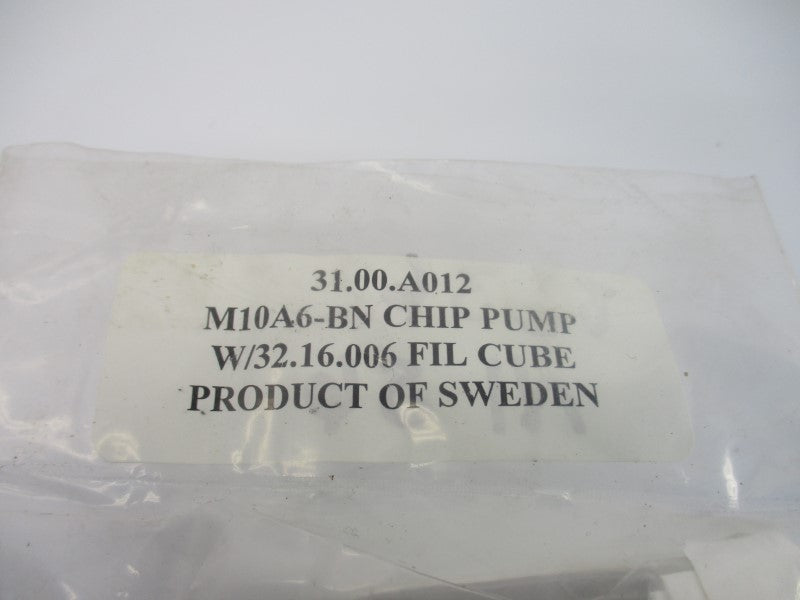 31.00.A012
M10A6-BN CHIP PUMP
W/32.16.006 FIL CUBE
PRODUCT OF SWEDEN